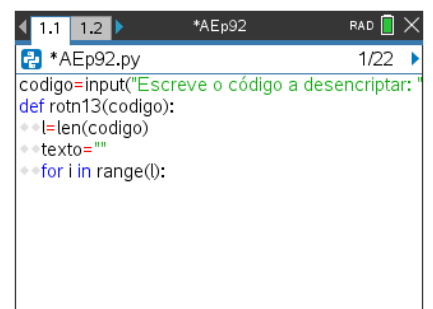 1.1 1.2 *AEp92 RAD
*AEp92.py 1/22
codigo=input("Escreve o código a desencriptar: "
def rotn13(codigo):
l=len(codigo)
texto=""
for i in range(l):